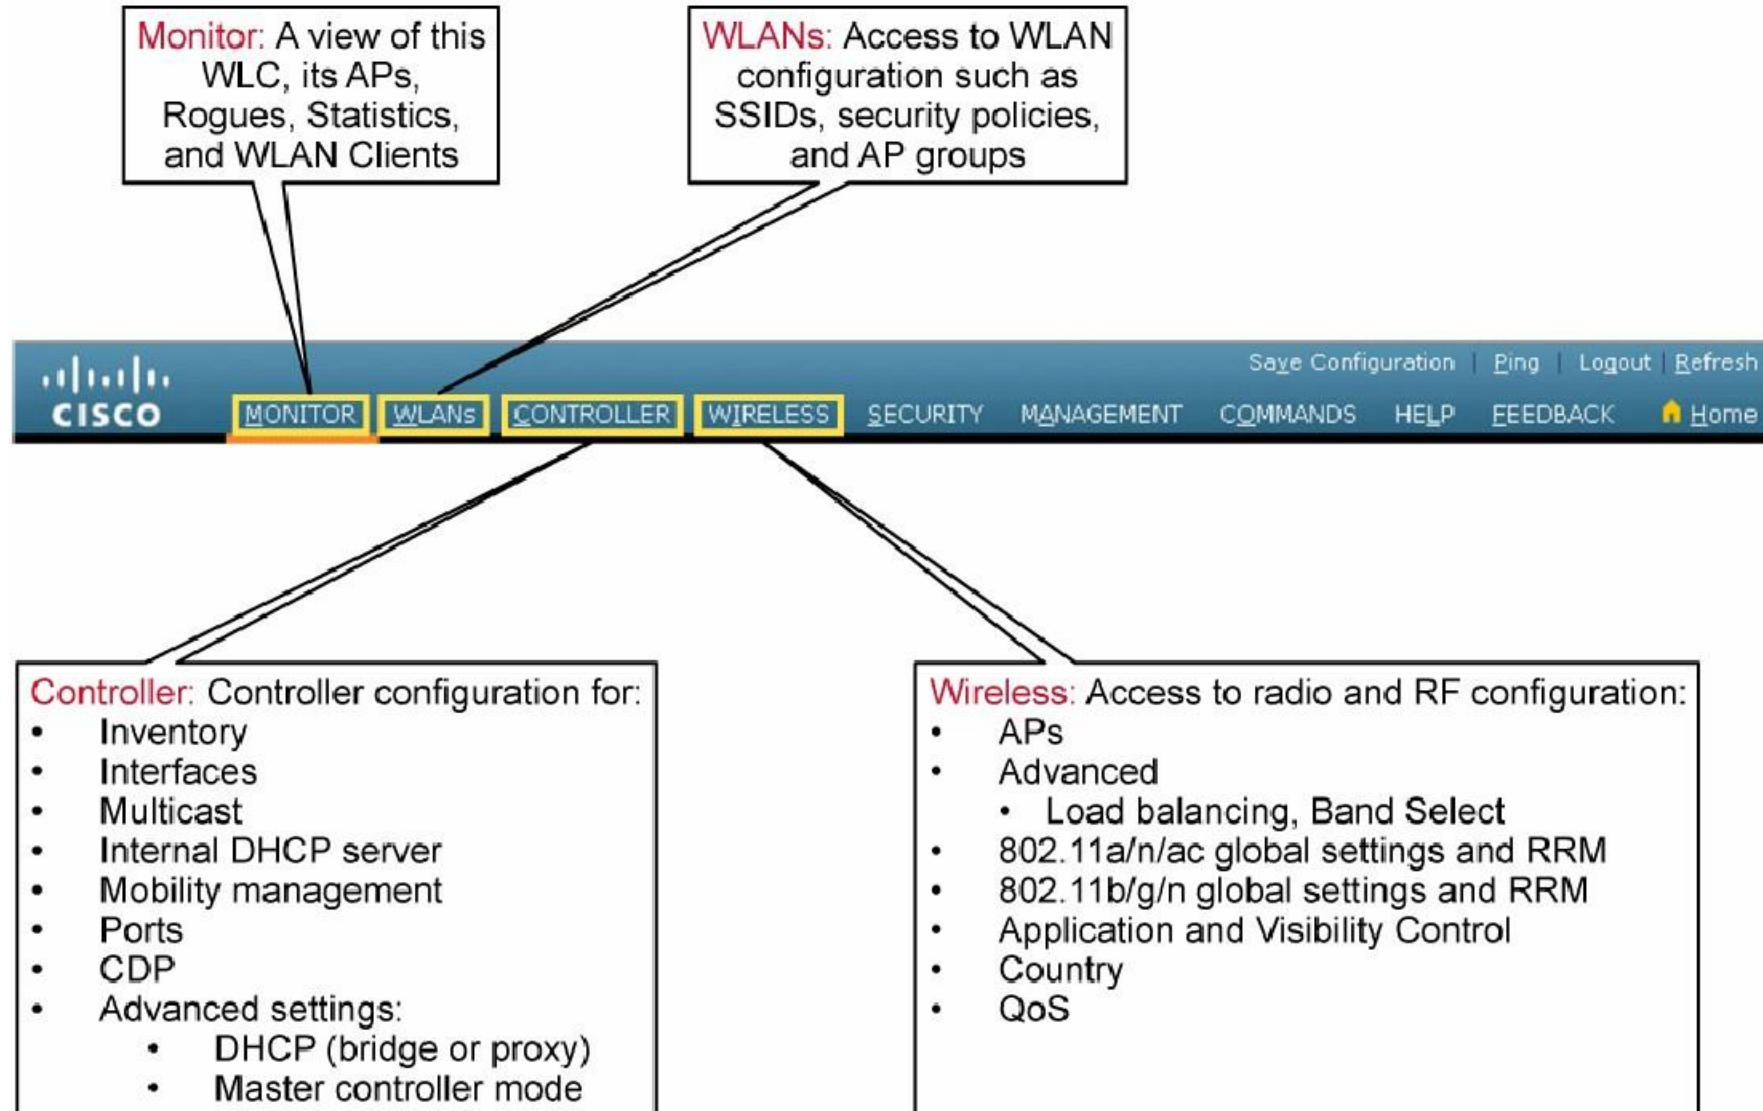 Monitor: A view of this
WLC, its APs,
Rogues, Statistics,
and WLAN Clients
WLANs: Access to WLAN
configuration such as
SSIDs, security policies,
and AP groups
Save Configuration | Ping | Logout | Refresh
CISCO
MONITOR WLANs CONTROLLER WIRELESS SECURITY MANAGEMENT COMMANDS HELP FEEDBACK Home
Controller: Controller configuration for:
• Inventory
• Interfaces
• Multicast
• Internal DHCP server
• Mobility management
• Ports
• CDP
• Advanced settings:
• DHCP (bridge or proxy)
• Master controller mode
Wireless: Access to radio and RF configuration:
• APs
• Advanced
• Load balancing, Band Select
• 802.11a/n/ac global settings and RRM
• 802.11b/g/n global settings and RRM
• Application and Visibility Control
• Country
• QoS